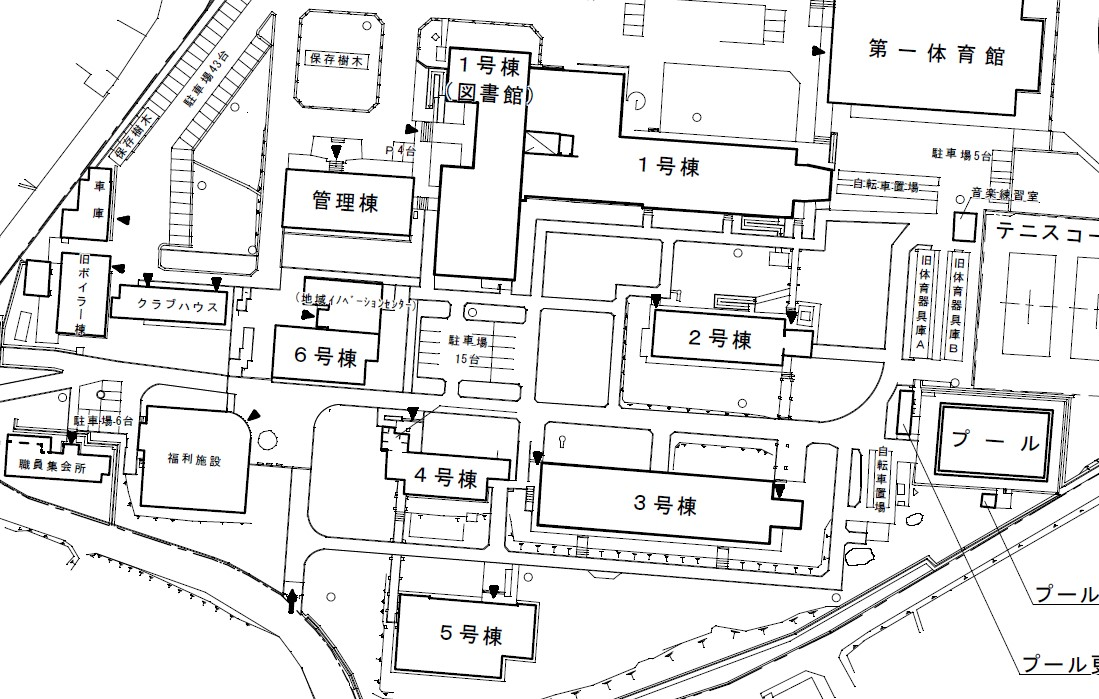 第一体育館
保存樹木
1号棟
(図書館)
駐車場43台
保存樹木
P 4台
1号棟
駐車場5台
自転車置場
音楽練習室
車庫
管理棟
テニスコー
旧ボイラー棟
クラブハウス
(地域イノベーションセンター)
旧体育器具庫A
旧体育器具庫B
6号棟
駐車場
15台
2号棟
駐車場 6台
職員集会所
福利施設
4号棟
3号棟
自転車置場
プール
5号棟
プール
プール更